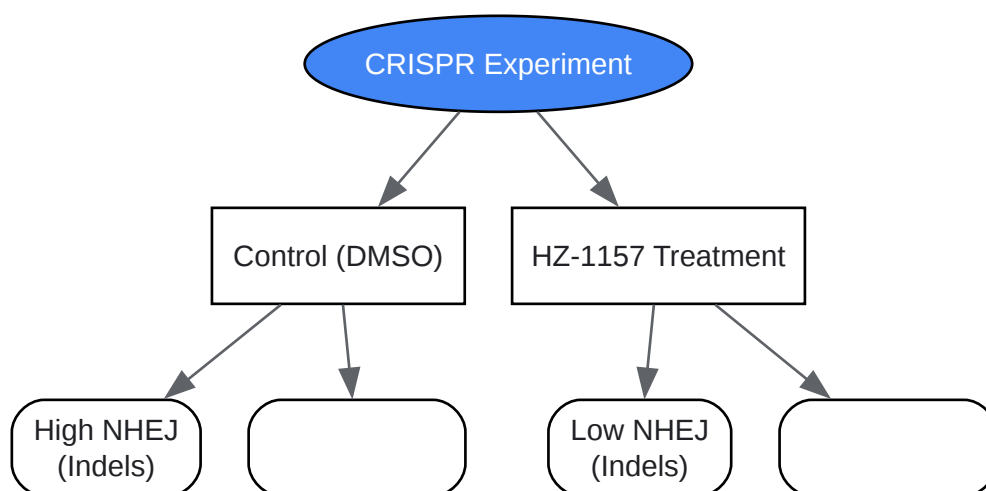 CRISPR Experiment
Control (DMSO)
HZ-1157 Treatment
High NHEJ
(Indels)
Low NHEJ
(Indels)